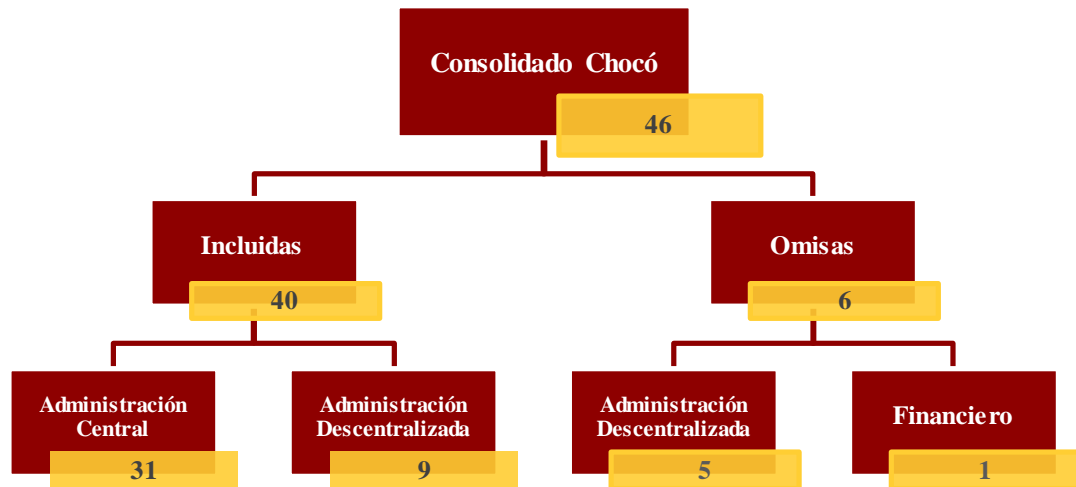 Consolidado Chocó
46
Incluidas
40
Omisas
6
Administración
Central
31
Administración
Descentralizada
9
Administración
Descentralizada
5
Financiero
1